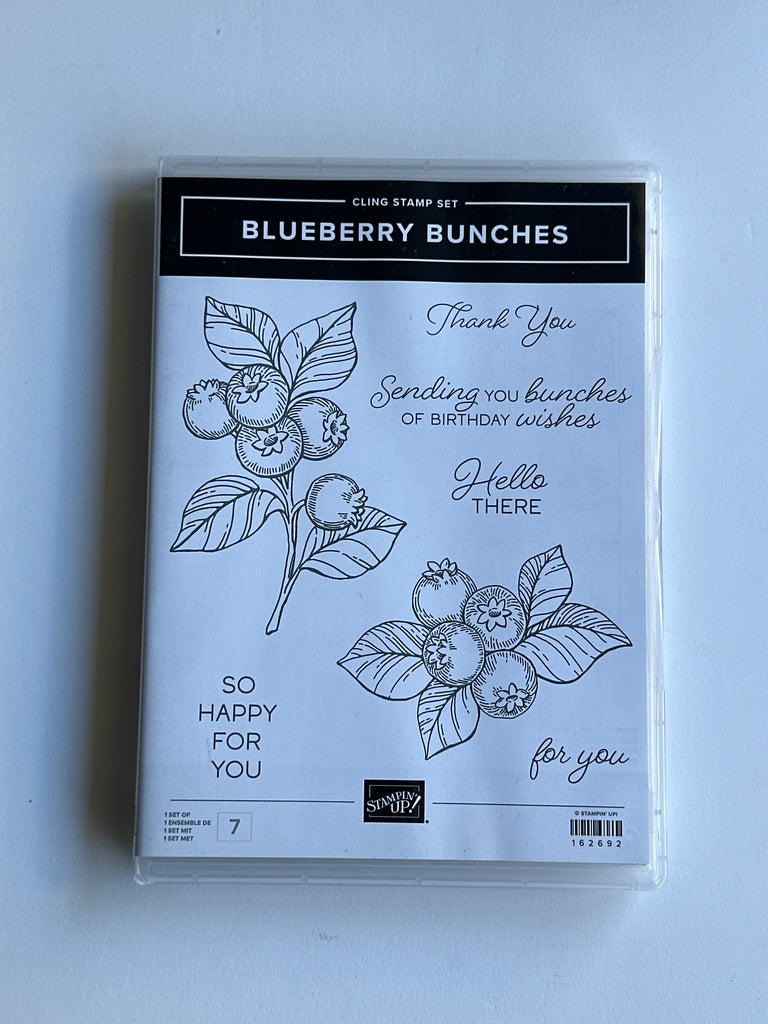 CLING STAMP SET
BLUEBERRY BUNCHES
Thank You
Sending YOU bunches
OF BIRTHDAY wishes
Hello
THERE
SO
HAPPY
FOR
YOU
for you
1 SET OF
1 ENSEMBLE DE
1 SET MIT
1 SET MET
7
STAMPIN'
UP!
© STAMPIN' UP!
162692